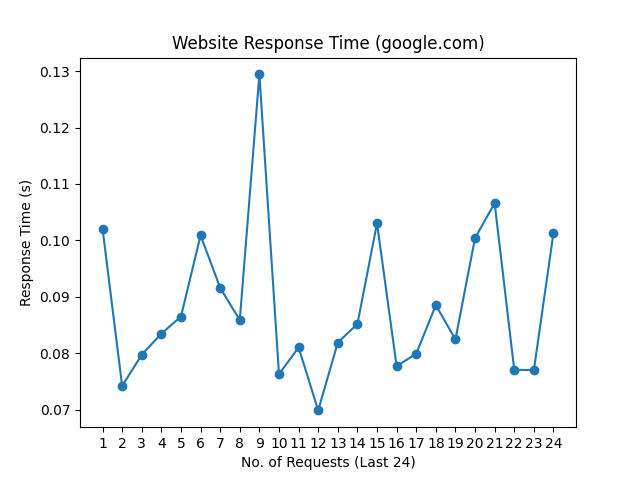 Website Response Time (google.com)
0.13
0.12
0.11
0.10
0.09
0.08
0.07
Response Time (s)
1 2 3 4 5 6 7 8 9 10 11 12 13 14 15 16 17 18 19 20 21 22 23 24
No. of Requests (Last 24)